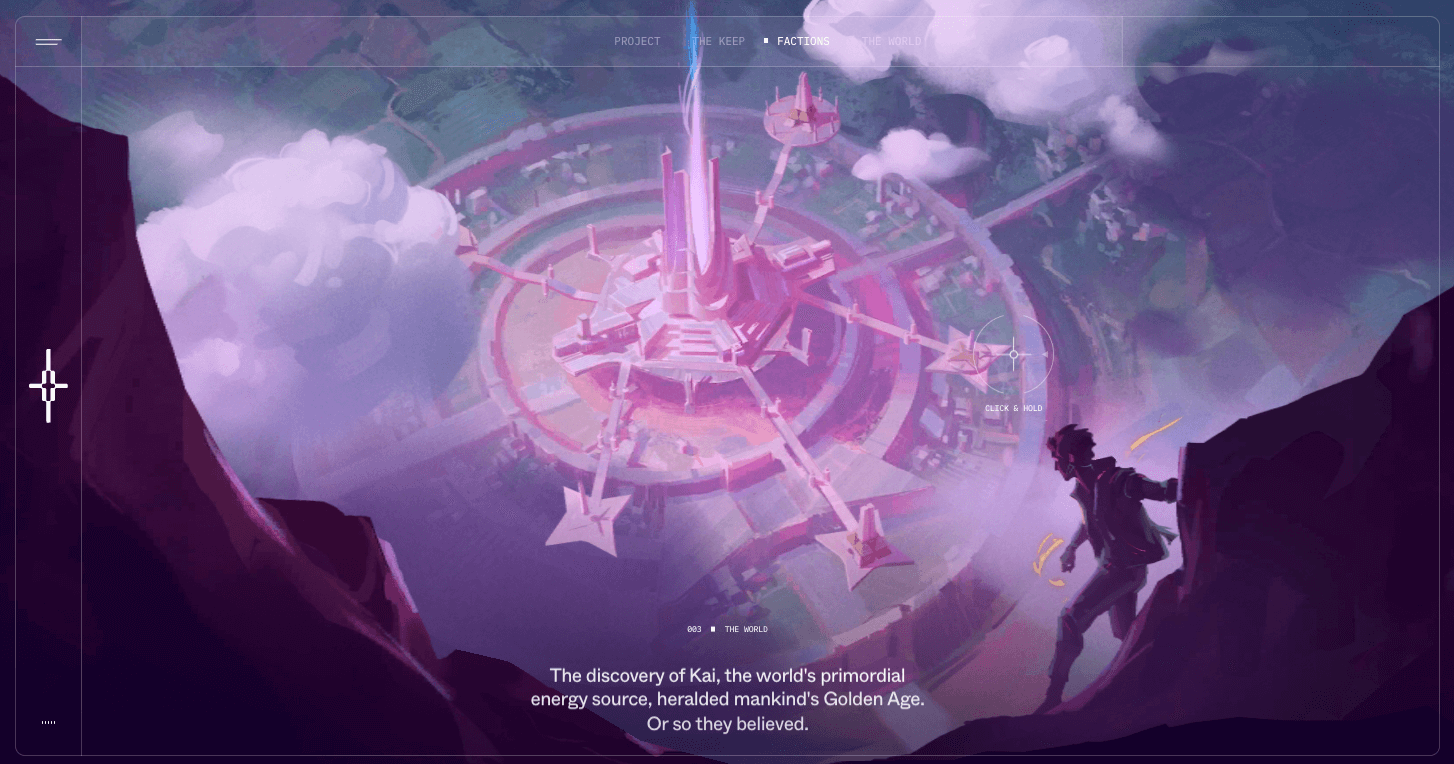 PROJECT THE KEEP FACTIONS THE WORLD
CLICK & HOLD
003 THE WORLD
The discovery of Kai, the world's primordial
energy source, heralded mankind's Golden Age.
Or so they believed.